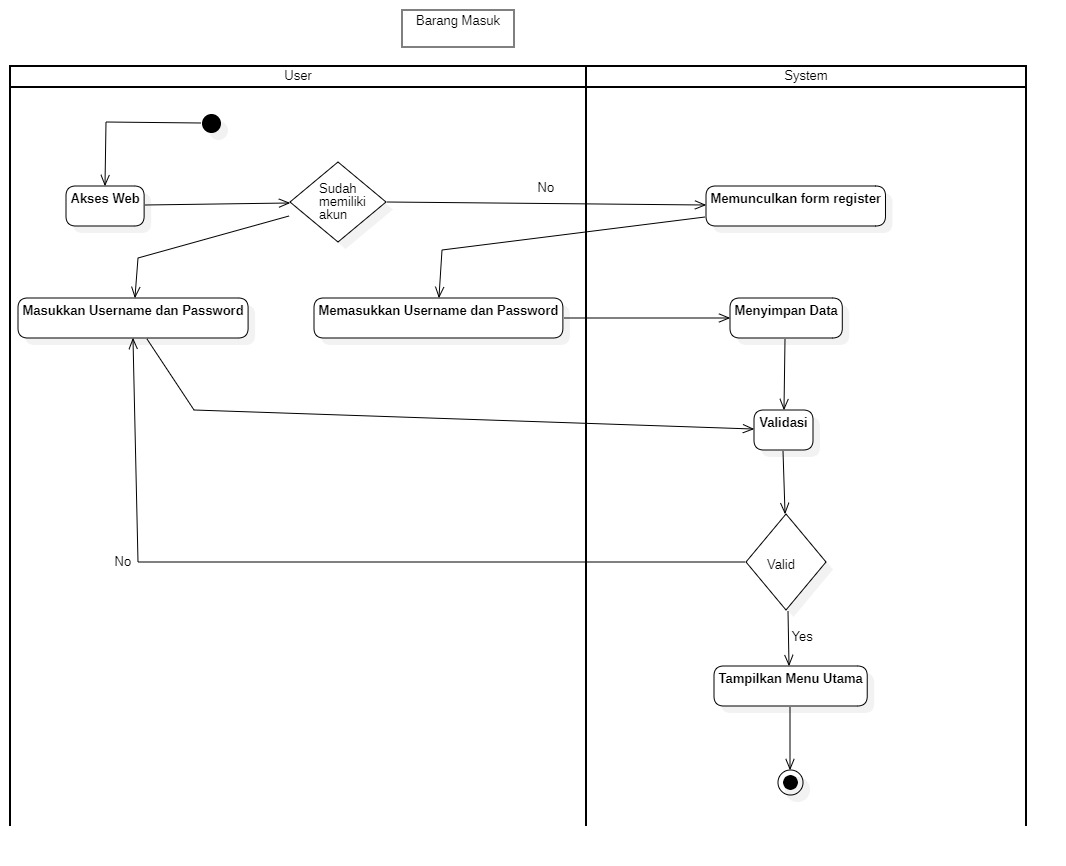 Barang Masuk
User
System
Akses Web
Sudah
memiliki
akun
No
Memunculkan form register
Masukkan Username dan Password
Memasukkan Username dan Password
Menyimpan Data
Validasi
No
Valid
Yes
Tampilkan Menu Utama